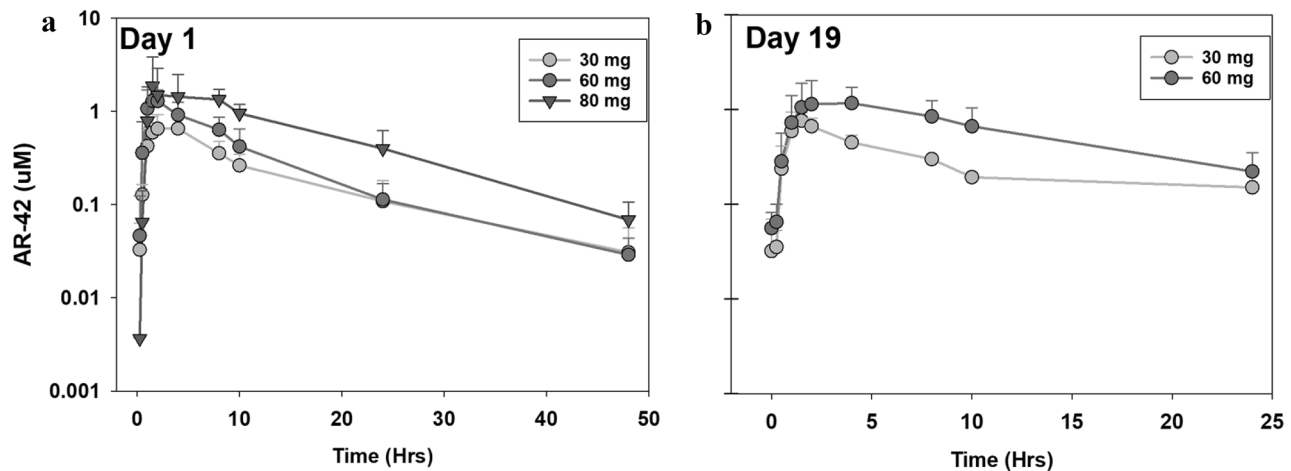 a
Day 1
30 mg
60 mg
80 mg
10
1
0.1
0.01
0.001
AR-42 (uM)
0 10 20 30 40 50
Time (Hrs)
b
Day 19
30 mg
60 mg
0 5 10 15 20 25
Time (Hrs)